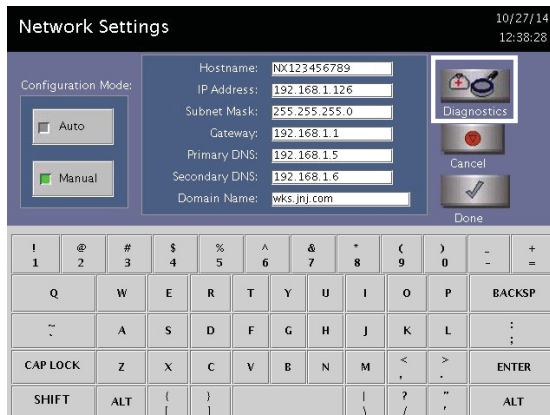 Network Settings
10/27/14
12:38:28
Configuration Mode:
Auto
Manual
Hostname: NX123456789
IP Address: 192.168.1.126
Subnet Mask: 255.255.255.0
Gateway: 192.168.1.1
Primary DNS: 192.168.1.5
Secondary DNS: 192.168.1.6
Domain Name: wks.jnj.com
Diagnostics
Cancel
Done
! @ # $ % ^ & * ( ) _ +
1 2 3 4 5 6 7 8 9 0 - =
Q W E R T Y U I O P BACKSP
~ :
` A S D F G H J K L ;
< >
CAP LOCK Z X C V B N M , . ENTER
{ } | ? "
SHIFT ALT [ ] \ / ' ALT